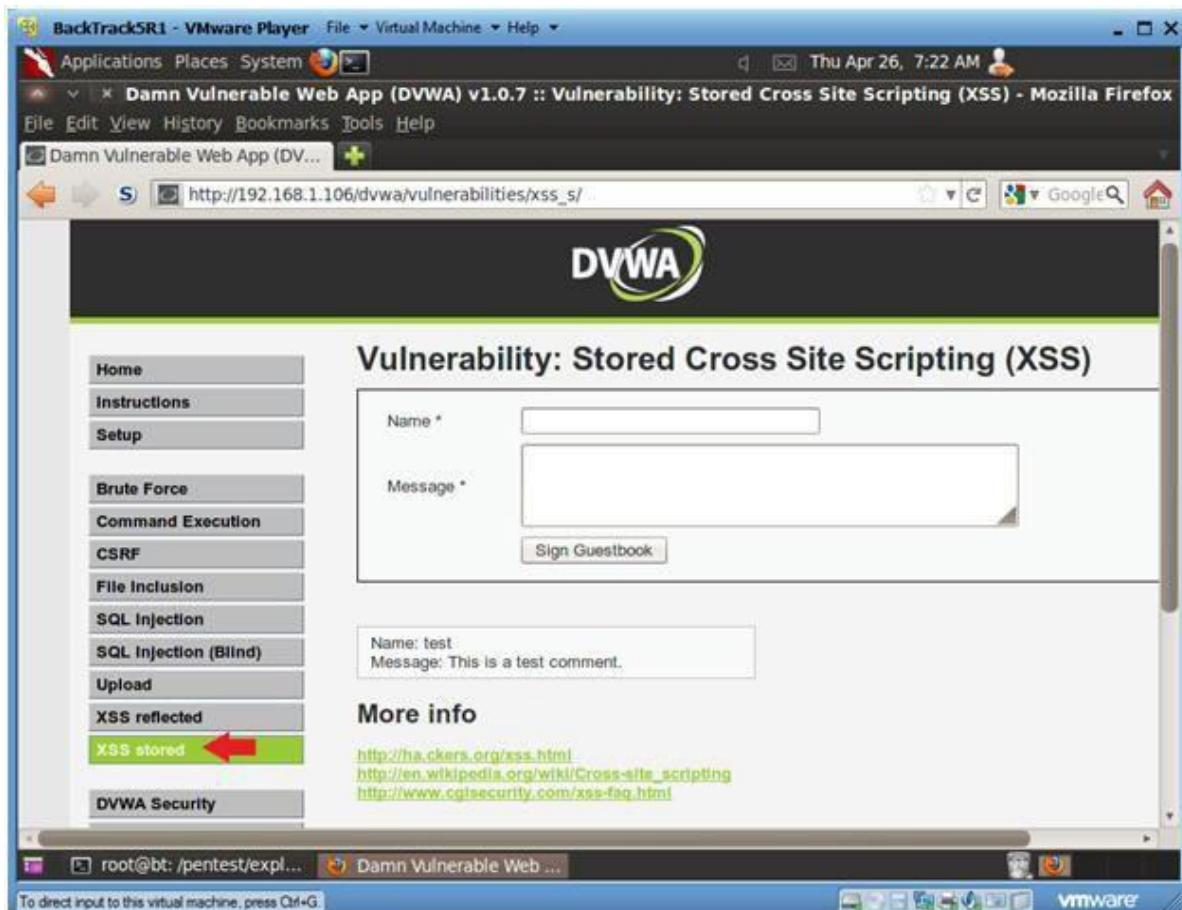 BackTrack5R1 - VMware Player File Virtual Machine Help
Applications Places System Thu Apr 26, 7:22 AM
Damn Vulnerable Web App (DVWA) v1.0.7 :: Vulnerability: Stored Cross Site Scripting (XSS) - Mozilla Firefox
File Edit View History Bookmarks Tools Help
Damn Vulnerable Web App (DV...
http://192.168.1.106/dvwa/vulnerabilities/xss_s/ Google
DVWA
Home
Instructions
Setup
Brute Force
Command Execution
CSRF
File Inclusion
SQL Injection
SQL Injection (Blind)
Upload
XSS reflected
XSS stored
DVWA Security
Vulnerability: Stored Cross Site Scripting (XSS)
Name *
Message *
Sign Guestbook
Name: test
Message: This is a test comment.
More info
http://ha.ckers.org/xss.html
http://en.wikipedia.org/wiki/Cross-site_scripting
http://www.cgisecurity.com/xss-faq.html
root@bt: /pentest/expl... Damn Vulnerable Web ...
To direct input to this virtual machine, press Ctrl+G. vmware